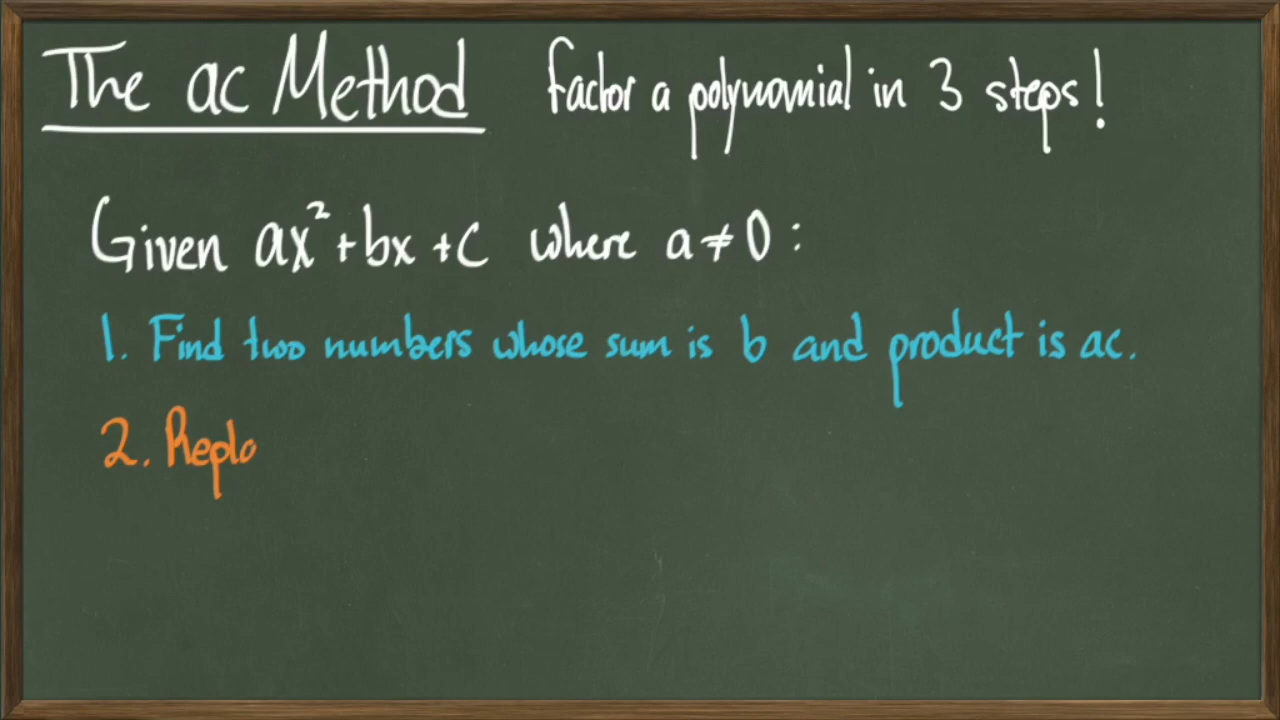 The ac Method factor a polynomial in 3 steps!
Given ax²+bx+c where a≠0:
1. Find two numbers whose sum is b and product is ac.
2. Repla